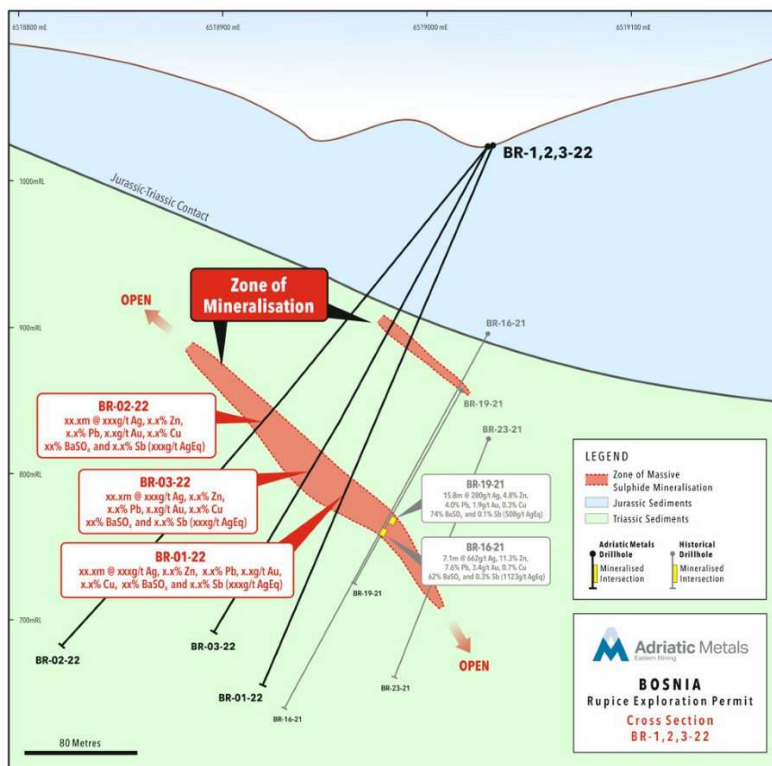 6518800 mE
6518900 mE
6519000 mE
6519100 mE
BR-1,2,3-22
1000mRL
Jurassic-Triassic Contact
Zone of
Mineralisation
OPEN
900mRL
BR-16-21
BR-19-21
BR-23-21
BR-02-22
xx.xm @ xxxg/t Ag, x.x% Zn,
x.x% Pb, x.xg/t Au, x.x% Cu
xx% BaSO₄ and x.x% Sb (xxxg/t AgEq)
800mRL
BR-03-22
xx.xm @ xxxg/t Ag, x.x% Zn,
x.x% Pb, x.xg/t Au, x.x% Cu
xx% BaSO₄ and x.x% Sb (xxxg/t AgEq)
BR-01-22
xx.xm @ xxxg/t Ag, x.x% Zn, x.x% Pb, x.xg/t Au,
x.x% Cu, xx% BaSO₄ and x.x% Sb (xxxg/t AgEq)
BR-19-21
15.8m @ 280g/t Ag, 4.8% Zn,
4.0% Pb, 1.9g/t Au, 0.3% Cu
74% BaSO₄ and 0.1% Sb (508g/t AgEq)
BR-16-21
7.1m @ 662g/t Ag, 11.3% Zn,
7.6% Pb, 3.4g/t Au, 0.7% Cu
62% BaSO₄ and 0.3% Sb (1123g/t AgEq)
BR-19-21
700mRL
BR-02-22
BR-03-22
BR-01-22
BR-16-21
BR-23-21
OPEN
80 Metres
LEGEND
Zone of Massive
Sulphide Mineralisation
Jurassic Sediments
Triassic Sediments
Adriatic Metals
Drillhole
Mineralised
Intersection
Historical
Drillhole
Mineralised
Intersection
Adriatic Metals
Eastern Mining
BOSNIA
Rupice Exploration Permit
Cross Section
BR-1,2,3-22